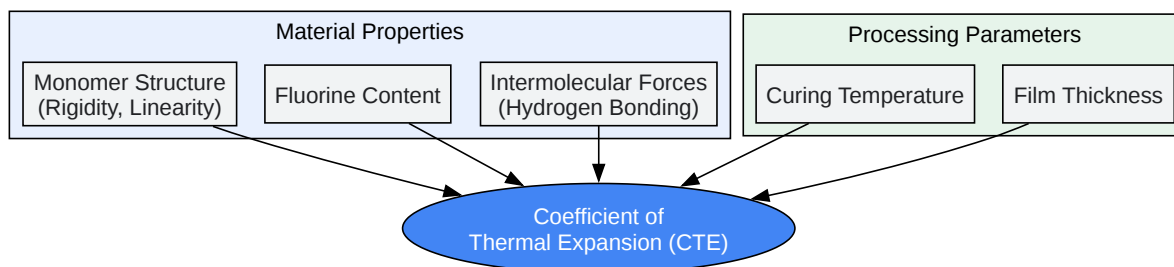 Material Properties
Processing Parameters
Monomer Structure
(Rigidity, Linearity)
Fluorine Content
Intermolecular Forces
(Hydrogen Bonding)
Curing Temperature
Film Thickness
Coefficient of
Thermal Expansion (CTE)